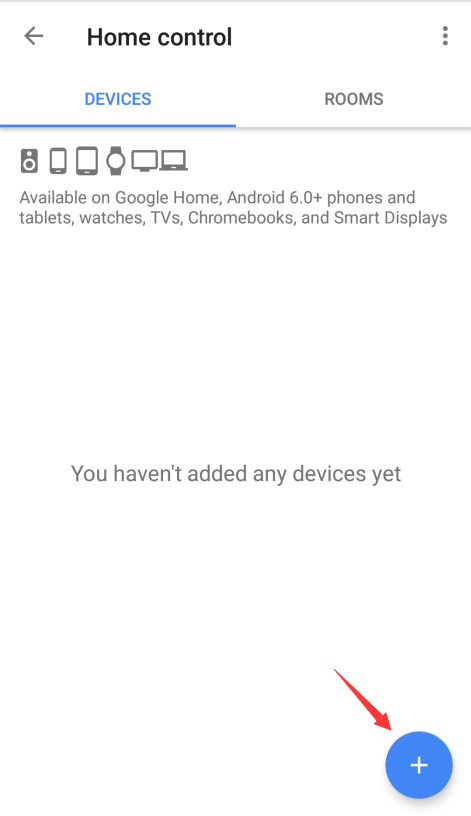 Home control
DEVICES
ROOMS
Available on Google Home, Android 6.0+ phones and
tablets, watches, TVs, Chromebooks, and Smart Displays
You haven't added any devices yet